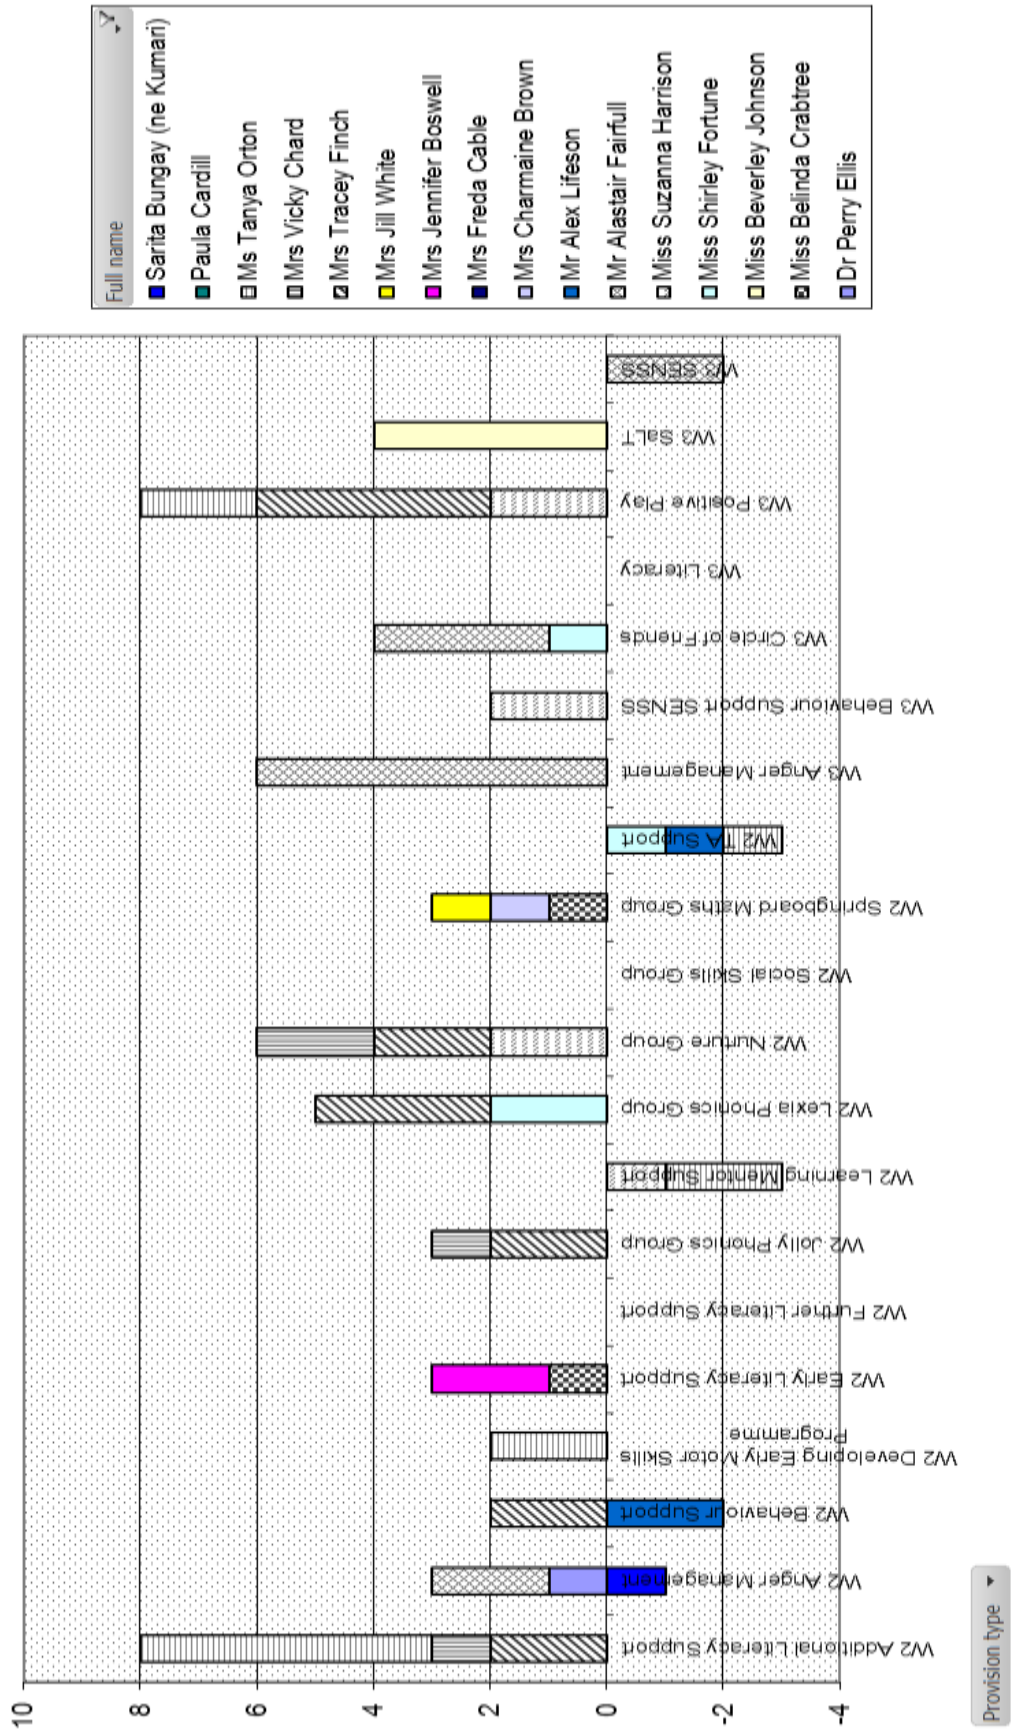 Full name
Sarita Bungay (ne Kumari)
Paula Cardill
Ms Tanya Orton
Mrs Vicky Chard
Mrs Tracey Finch
Mrs Jill White
Mrs Jennifer Boswell
Mrs Freda Cable
Mrs Charmaine Brown
Mr Alex Lifeson
Mr Alastair Fairfull
Miss Suzanna Harrison
Miss Shirley Fortune
Miss Beverley Johnson
Miss Belinda Crabtree
Dr Perry Ellis
10
8
6
4
2
0
-2
-4
W2 Additional Literacy Support
W2 Anger Management
W2 Behaviour Support
W2 Developing Early Motor Skills
Programme
W2 Early Literacy Support
W2 Further Literacy Support
W2 Jolly Phonics Group
W2 Learning Mentor Support
W2 Lexia Phonics Group
W2 Nurture Group
W2 Social Skills Group
W2 Springboard Maths Group
W2 TA Support
W3 Anger Management
W3 Behaviour Support SENSS
W3 Circle of Friends
W3 Literacy
W3 Positive Play
W3 SaLT
W3 SENSS
Provision type